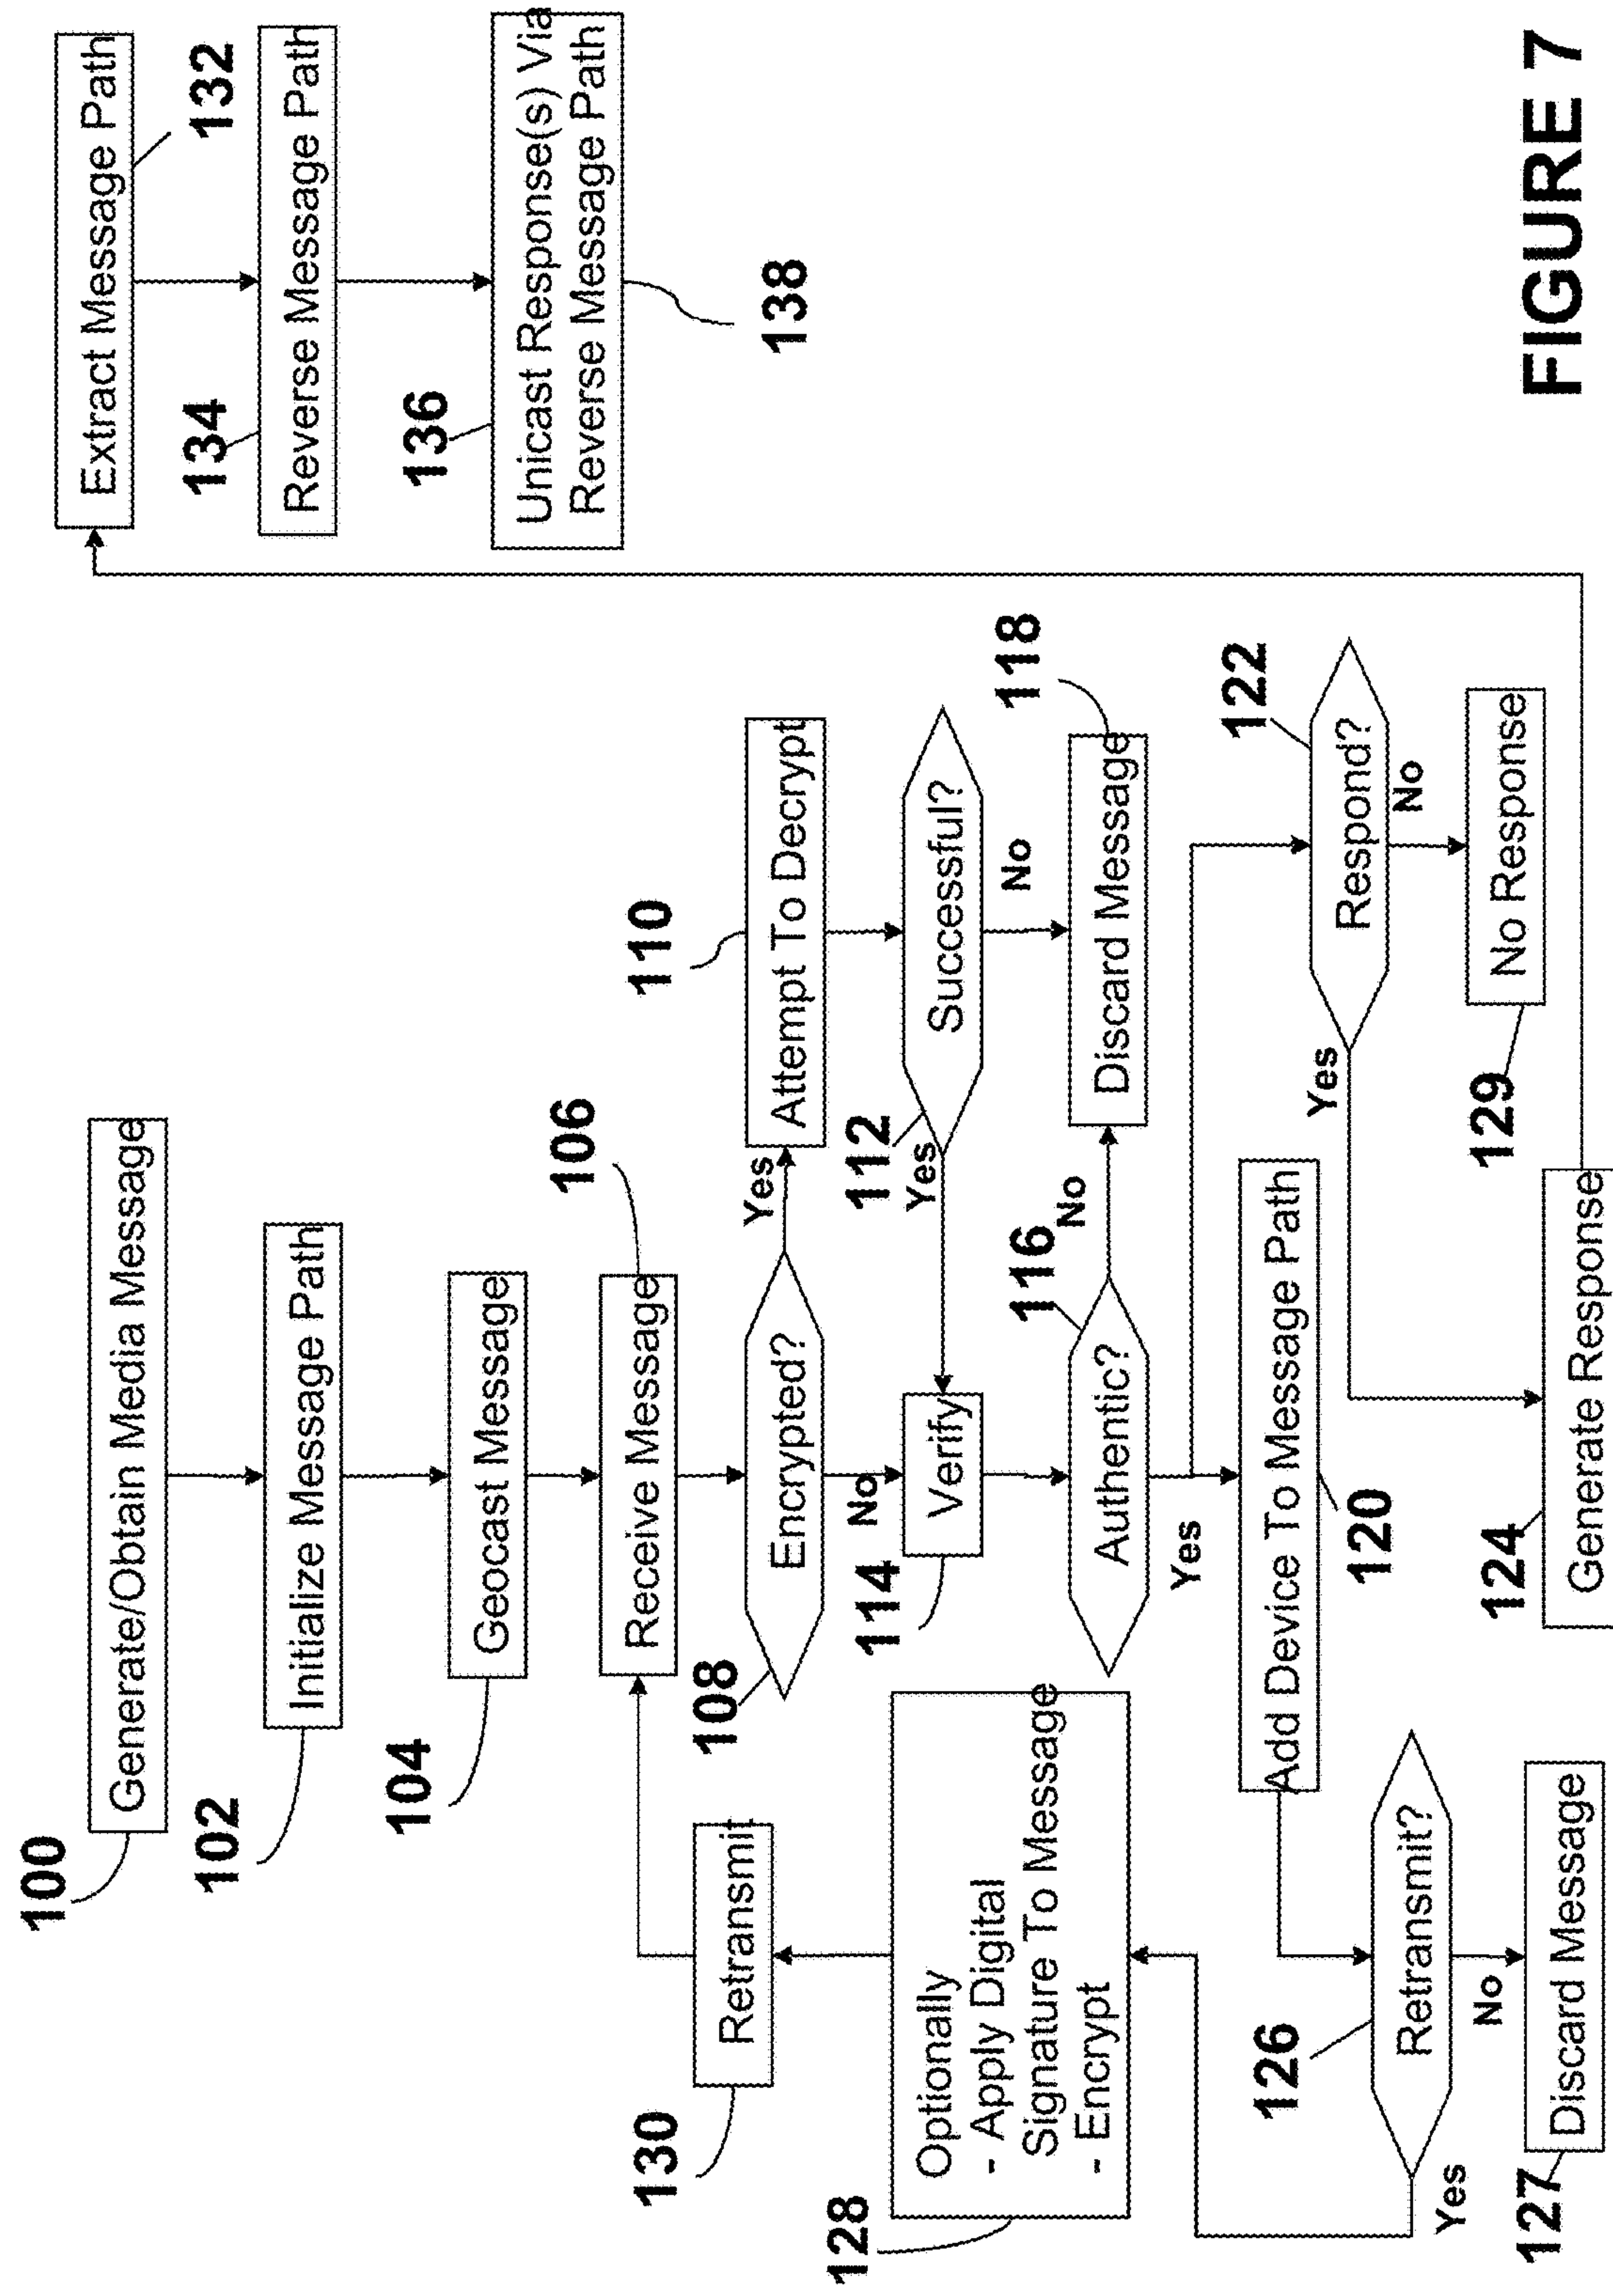 100
Generate/Obtain Media Message
102
Initialize Message Path
104
Geocast Message
106
Receive Message
108
Encrypted?
Yes
No
110
Attempt To Decrypt
112
Successful?
Yes
No
114
Verify
116
Authentic?
No
Yes
118
Discard Message
120
Add Device To Message Path
122
Respond?
Yes
No
129
No Response
124
Generate Response
126
Retransmit?
Yes
No
127
Discard Message
128
Optionally
- Apply Digital
Signature To Message
- Encrypt
130
Retransmit
Extract Message Path
132
134
Reverse Message Path
136
Unicast Response(s) Via
Reverse Message Path
138
FIGURE 7